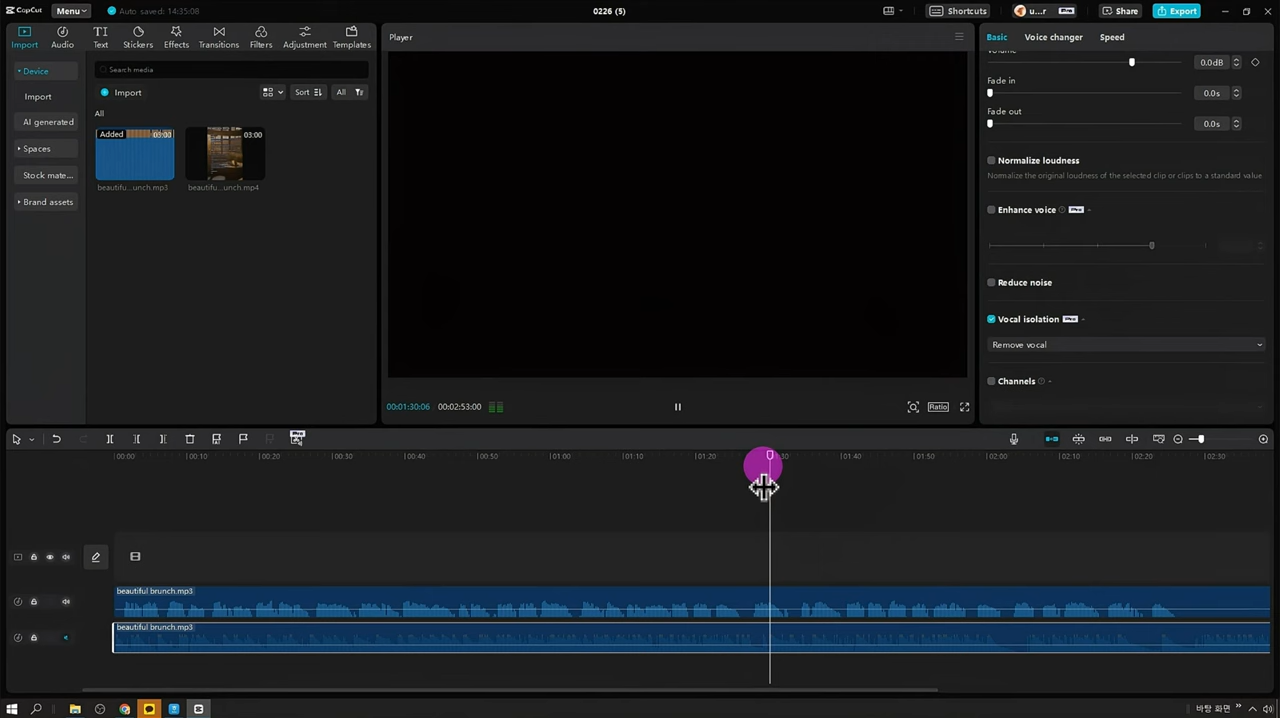 CapCut
Menu
Auto saved: 14:35:08
0226 (5)
Shortcuts
u...r
Pro
Share
Export
Import
Audio
Text
Stickers
Effects
Transitions
Filters
Adjustment
Templates
Device
Import
AI generated
Spaces
Stock mate...
Brand assets
Search media
Import
Sort
All
All
Added
03:00
beautifu...unch.mp3
03:00
beautifu...unch.mp4
Player
00:01:30:06
00:02:53:00
Ratio
Basic
Voice changer
Speed
Volume
0.0dB
Fade in
0.0s
Fade out
0.0s
Normalize loudness
Normalize the original loudness of the selected clip or clips to a standard value
Enhance voice
Pro
Reduce noise
Vocal isolation
Pro
Remove vocal
Channels
Pro
00:00
00:10
00:20
00:30
00:40
00:50
01:00
01:10
01:20
01:30
01:40
01:50
02:00
02:10
02:20
02:30
beautiful brunch.mp3
beautiful brunch.mp3
바탕 화면